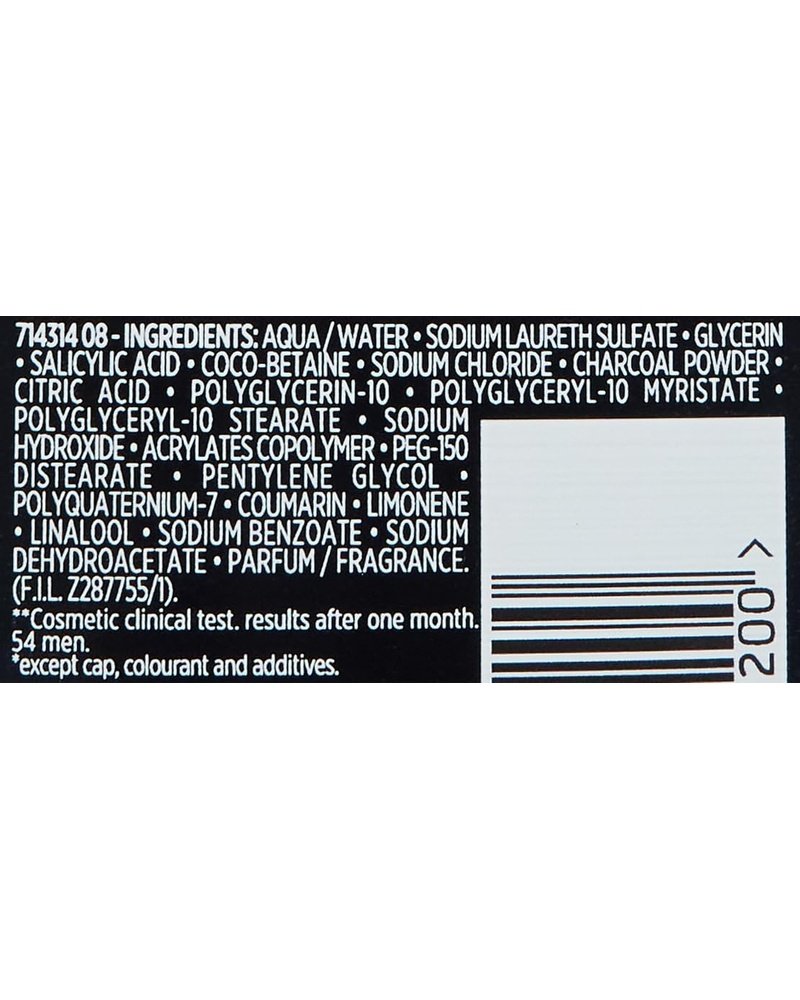 714314 08 - INGREDIENTS: AQUA / WATER • SODIUM LAURETH SULFATE • GLYCERIN
• SALICYLIC ACID • COCO-BETAINE • SODIUM CHLORIDE • CHARCOAL POWDER •
CITRIC ACID • POLYGLYCERIN-10 • POLYGLYCERYL-10 MYRISTATE •
POLYGLYCERYL-10 STEARATE • SODIUM
HYDROXIDE • ACRYLATES COPOLYMER • PEG-150
DISTEARATE • PENTYLENE GLYCOL •
POLYQUATERNIUM-7 • COUMARIN • LIMONENE
• LINALOOL • SODIUM BENZOATE • SODIUM
DEHYDROACETATE • PARFUM / FRAGRANCE.
(F.I.L. Z287755/1).
**Cosmetic clinical test. results after one month.
54 men.
*except cap, colourant and additives.
200 >